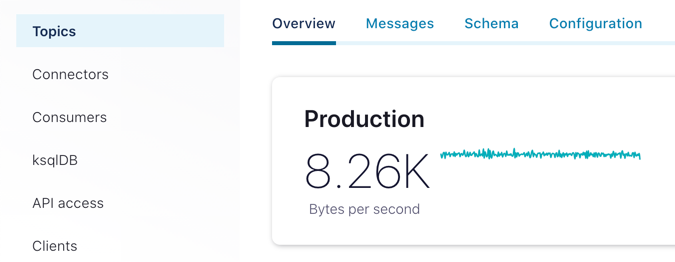 Topics
Connectors
Consumers
ksqlDB
API access
Clients
Overview Messages Schema Configuration
Production
8.26K
Bytes per second